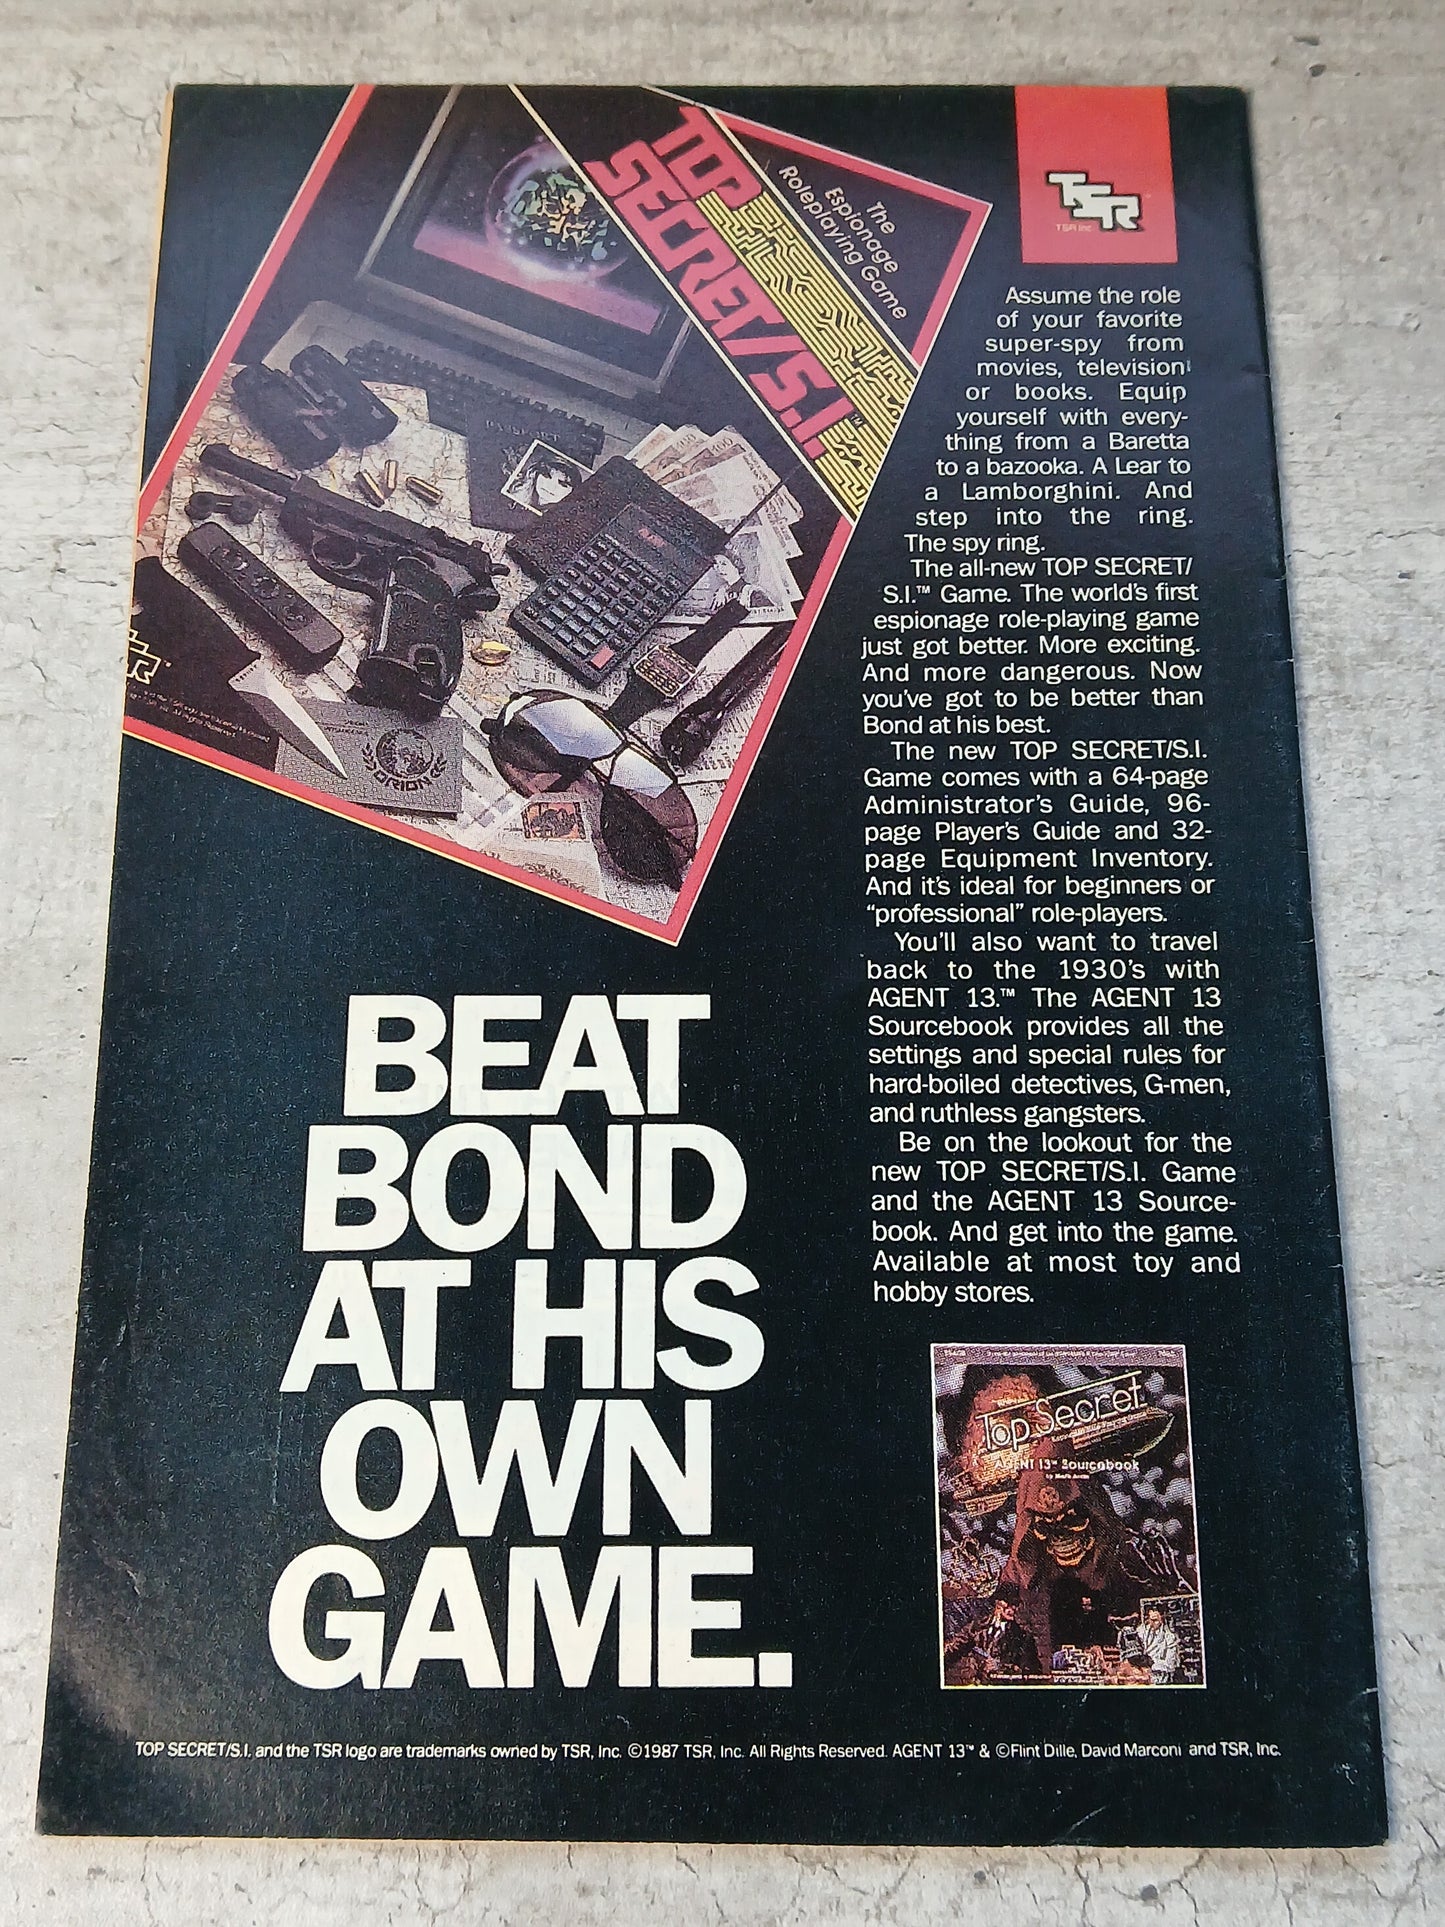 TOP
SECRET/S.I.™
The
Espionage
Roleplaying Game
TSR™
TSR Inc
PASSPORT
ORION
TSR™
Assume the role
of your favorite
super-spy from
movies, television
or books. Equip
yourself with every-
thing from a Baretta
to a bazooka. A Lear to
a Lamborghini. And
step into the ring.
The spy ring.
The all-new TOP SECRET/
S.I.™ Game. The world's first
espionage role-playing game
just got better. More exciting.
And more dangerous. Now
you've got to be better than
Bond at his best.
The new TOP SECRET/S.I.
Game comes with a 64-page
Administrator's Guide, 96-
page Player's Guide and 32-
page Equipment Inventory.
And it's ideal for beginners or
"professional" role-players.
You'll also want to travel
back to the 1930's with
AGENT 13.™ The AGENT 13
Sourcebook provides all the
settings and special rules for
hard-boiled detectives, G-men,
and ruthless gangsters.
Be on the lookout for the
new TOP SECRET/S.I. Game
and the AGENT 13 Source-
book. And get into the game.
Available at most toy and
hobby stores.
BEAT
BOND
AT HIS
OWN
GAME.
Top Secret
AGENT 13™ Sourcebook
TOP SECRET/S.I. and the TSR logo are trademarks owned by TSR, Inc. ©1987 TSR, Inc. All Rights Reserved. AGENT 13™ & ©Flint Dille, David Marconi and TSR, Inc.